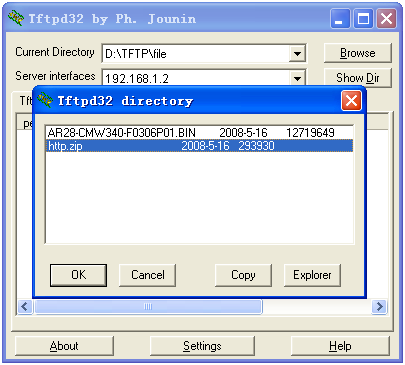 Tftpd32 by Ph. Jounin
Current Directory D:\TFTP\file Browse
Server interfaces 192.168.1.2 Show Dir
Tftpd32 directory
AR28-CMW340-F0306P01.BIN 2008-5-16 12719649
http.zip 2008-5-16 293930
OK Cancel Copy Explorer
About Settings Help